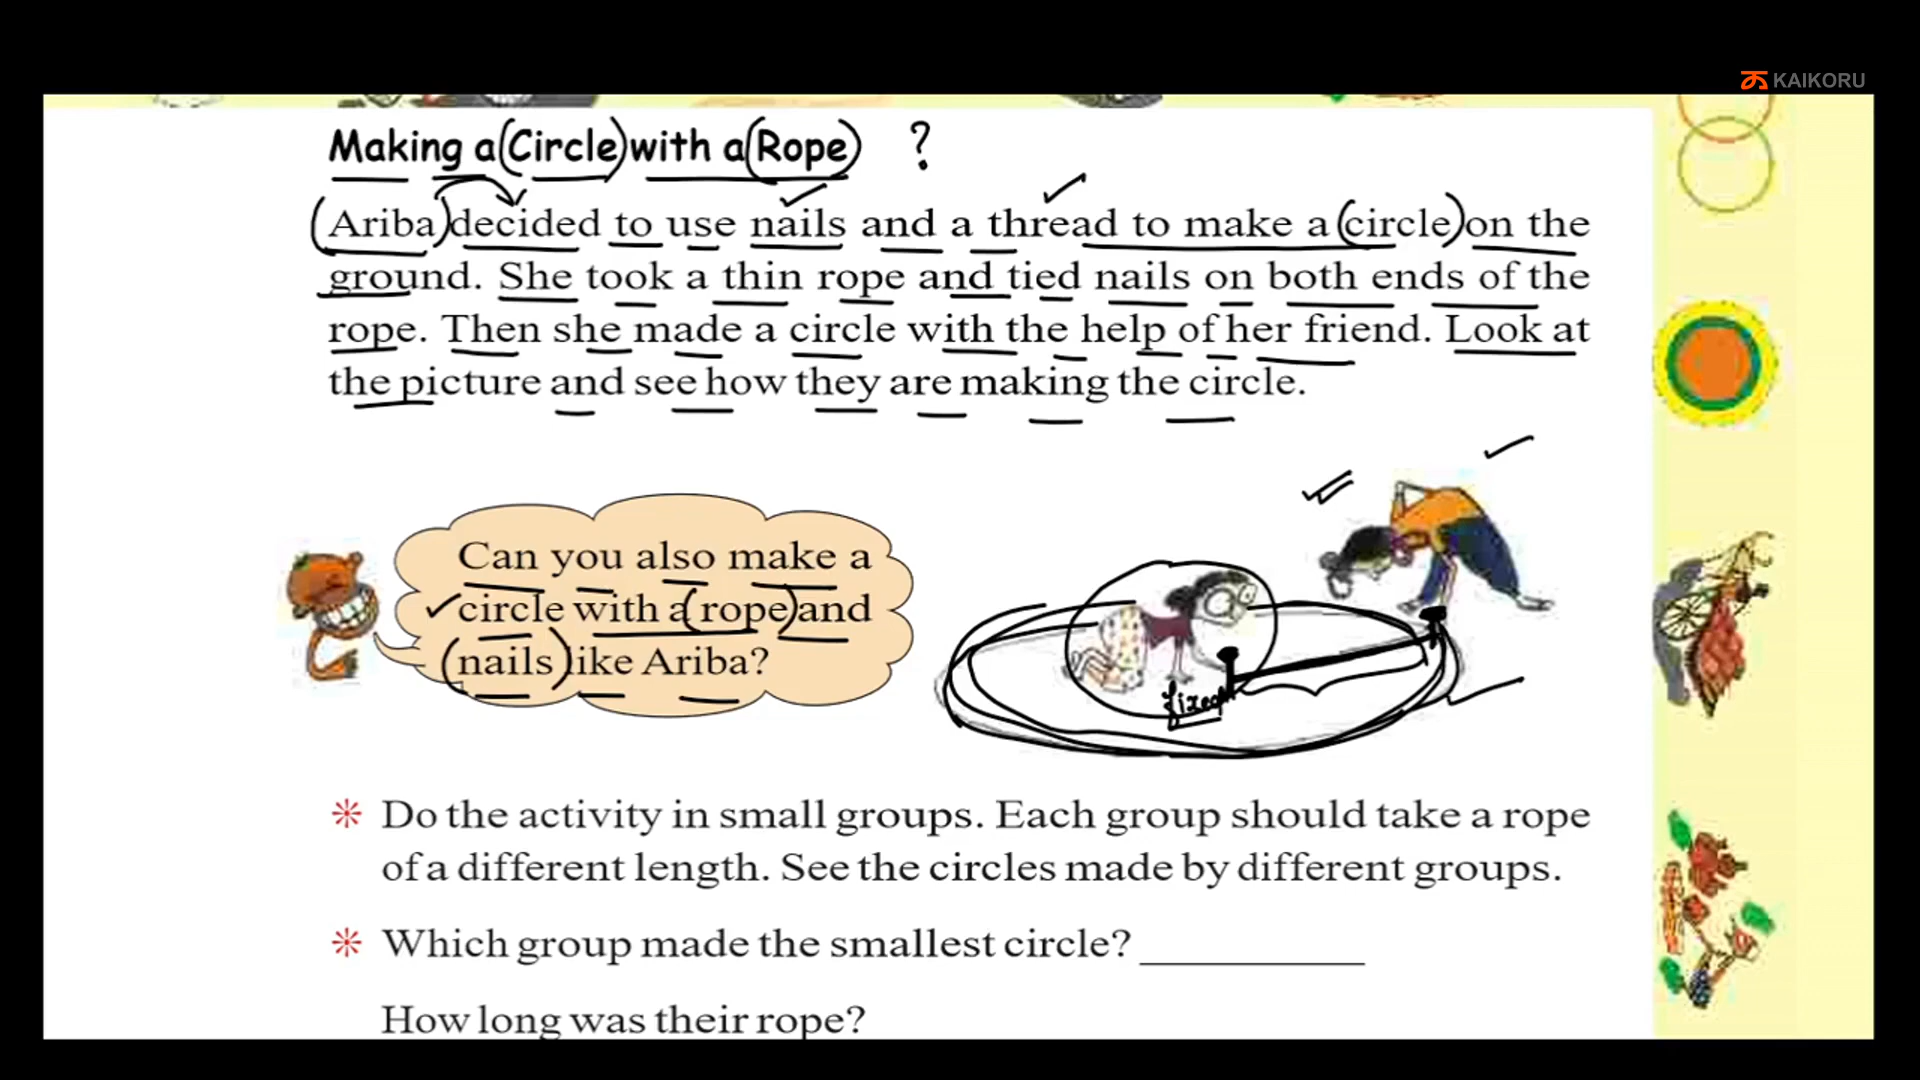 KAIKORU
Making a Circle with a Rope ?
Ariba decided to use nails and a thread to make a circle on the
ground. She took a thin rope and tied nails on both ends of the
rope. Then she made a circle with the help of her friend. Look at
the picture and see how they are making the circle.
Can you also make a
circle with a rope and
nails like Ariba?
fixed
Do the activity in small groups. Each group should take a rope
of a different length. See the circles made by different groups.
Which group made the smallest circle? __________
How long was their rope?